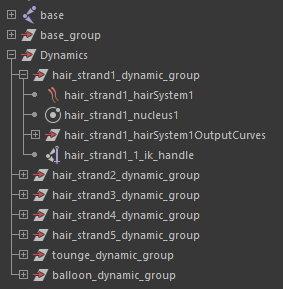 base
base_group
Dynamics
hair_strand1_dynamic_group
hair_strand1_hairSystem1
hair_strand1_nucleus1
hair_strand1_hairSystem1OutputCurves
hair_strand1_1_ik_handle
hair_strand2_dynamic_group
hair_strand3_dynamic_group
hair_strand4_dynamic_group
hair_strand5_dynamic_group
tounge_dynamic_group
balloon_dynamic_group